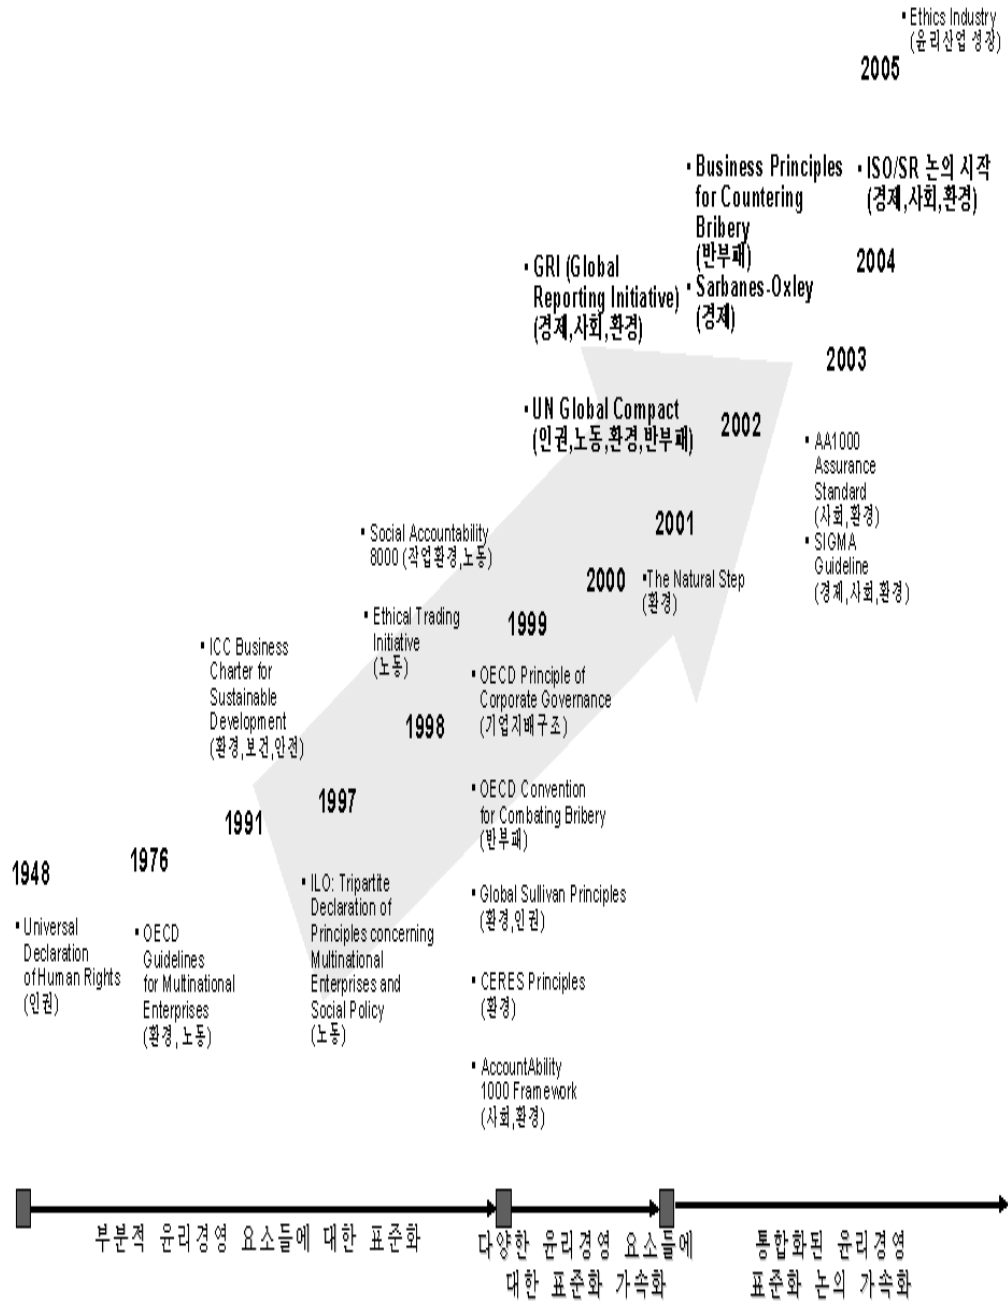 ▪ Ethics Industry
(윤리산업 성장)
2005
▪ Business Principles
for Countering
Bribery
(반부패)
▪ Sarbanes-Oxley
(경제)
▪ ISO/SR 논의 시작
(경제,사회,환경)
2004
▪ GRI (Global
Reporting Initiative)
(경제,사회,환경)
2003
▪ UN Global Compact
(인권,노동,환경,반부패)
2002
▪ AA1000
Assurance
Standard
(사회,환경)
▪ SIGMA
Guideline
(경제,사회,환경)
▪ Social Accountability
8000 (작업환경,노동)
2001
▪The Natural Step
(환경)
2000
▪ Ethical Trading
Initiative
(노동)
1999
▪ ICC Business
Charter for
Sustainable
Development
(환경,보건,안전)
1998
▪ OECD Principle of
Corporate Governance
(기업지배구조)
▪ OECD Convention
for Combating Bribery
(반부패)
▪ Global Sullivan Principles
(환경,인권)
▪ CERES Principles
(환경)
▪ AccountAbility
1000 Framework
(사회,환경)
1997
▪ ILO: Tripartite
Declaration of
Principles concerning
Multinational
Enterprises and
Social Policy
(노동)
1991
1976
▪ OECD
Guidelines
for Multinational
Enterprises
(환경, 노동)
1948
▪ Universal
Declaration
of Human Rights
(인권)
부분적 윤리경영 요소들에 대한 표준화
다양한 윤리경영 요소들에
대한 표준화 가속화
통합화된 윤리경영
표준화 논의 가속화